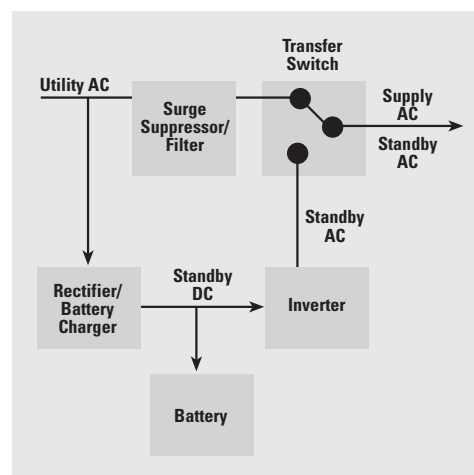 Transfer
Switch
Utility AC
Surge
Suppressor/
Filter
Supply
AC
Standby
AC
Standby
AC
Rectifier/
Battery
Charger
Standby
DC
Inverter
Battery